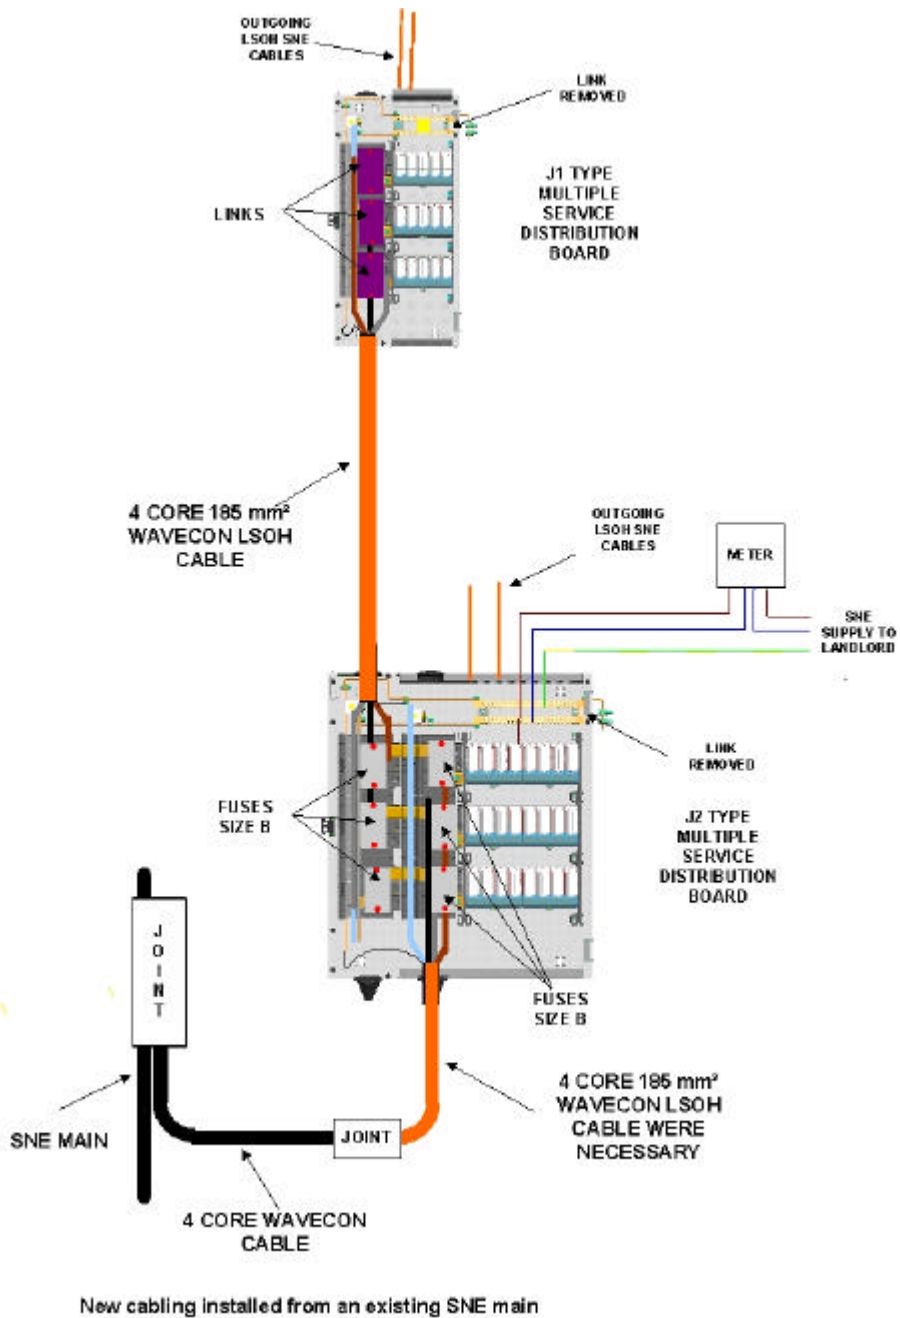 OUTGOING
LSOH SNE
CABLES
LINK
REMOVED
J1 TYPE
MULTIPLE
SERVICE
DISTRIBUTION
BOARD
LINKS
4 CORE 185 mm²
WAVECON LSOH
CABLE
OUTGOING
LSOH SNE
CABLES
METER
SNE
SUPPLY TO
LANDLORD
LINK
REMOVED
FUSES
SIZE B
J2 TYPE
MULTIPLE
SERVICE
DISTRIBUTION
BOARD
JOINT
FUSES
SIZE B
4 CORE 185 mm²
WAVECON LSOH
CABLE WERE
NECESSARY
SNE MAIN
JOINT
4 CORE WAVECON
CABLE
New cabling installed from an existing SNE main